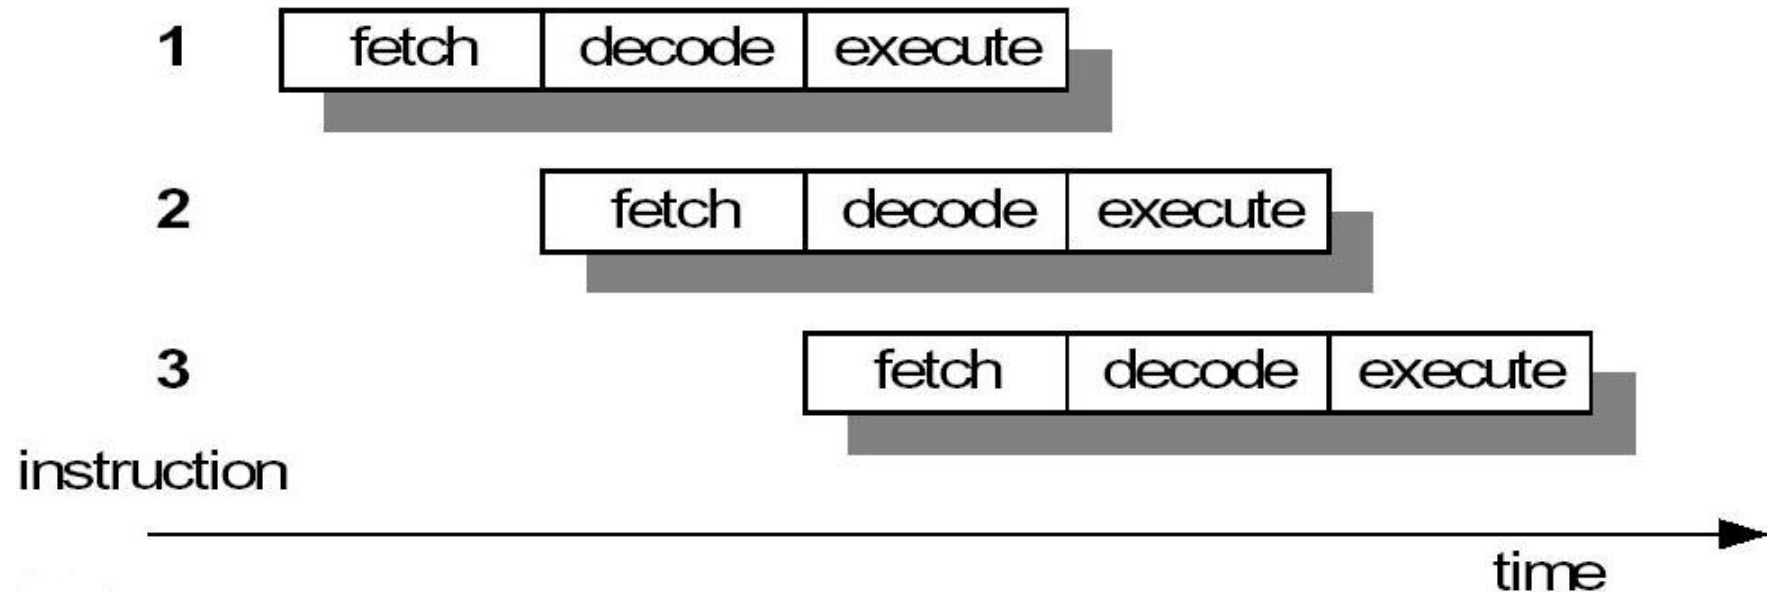 1 fetch decode execute
2 fetch decode execute
3 fetch decode execute
instruction
time